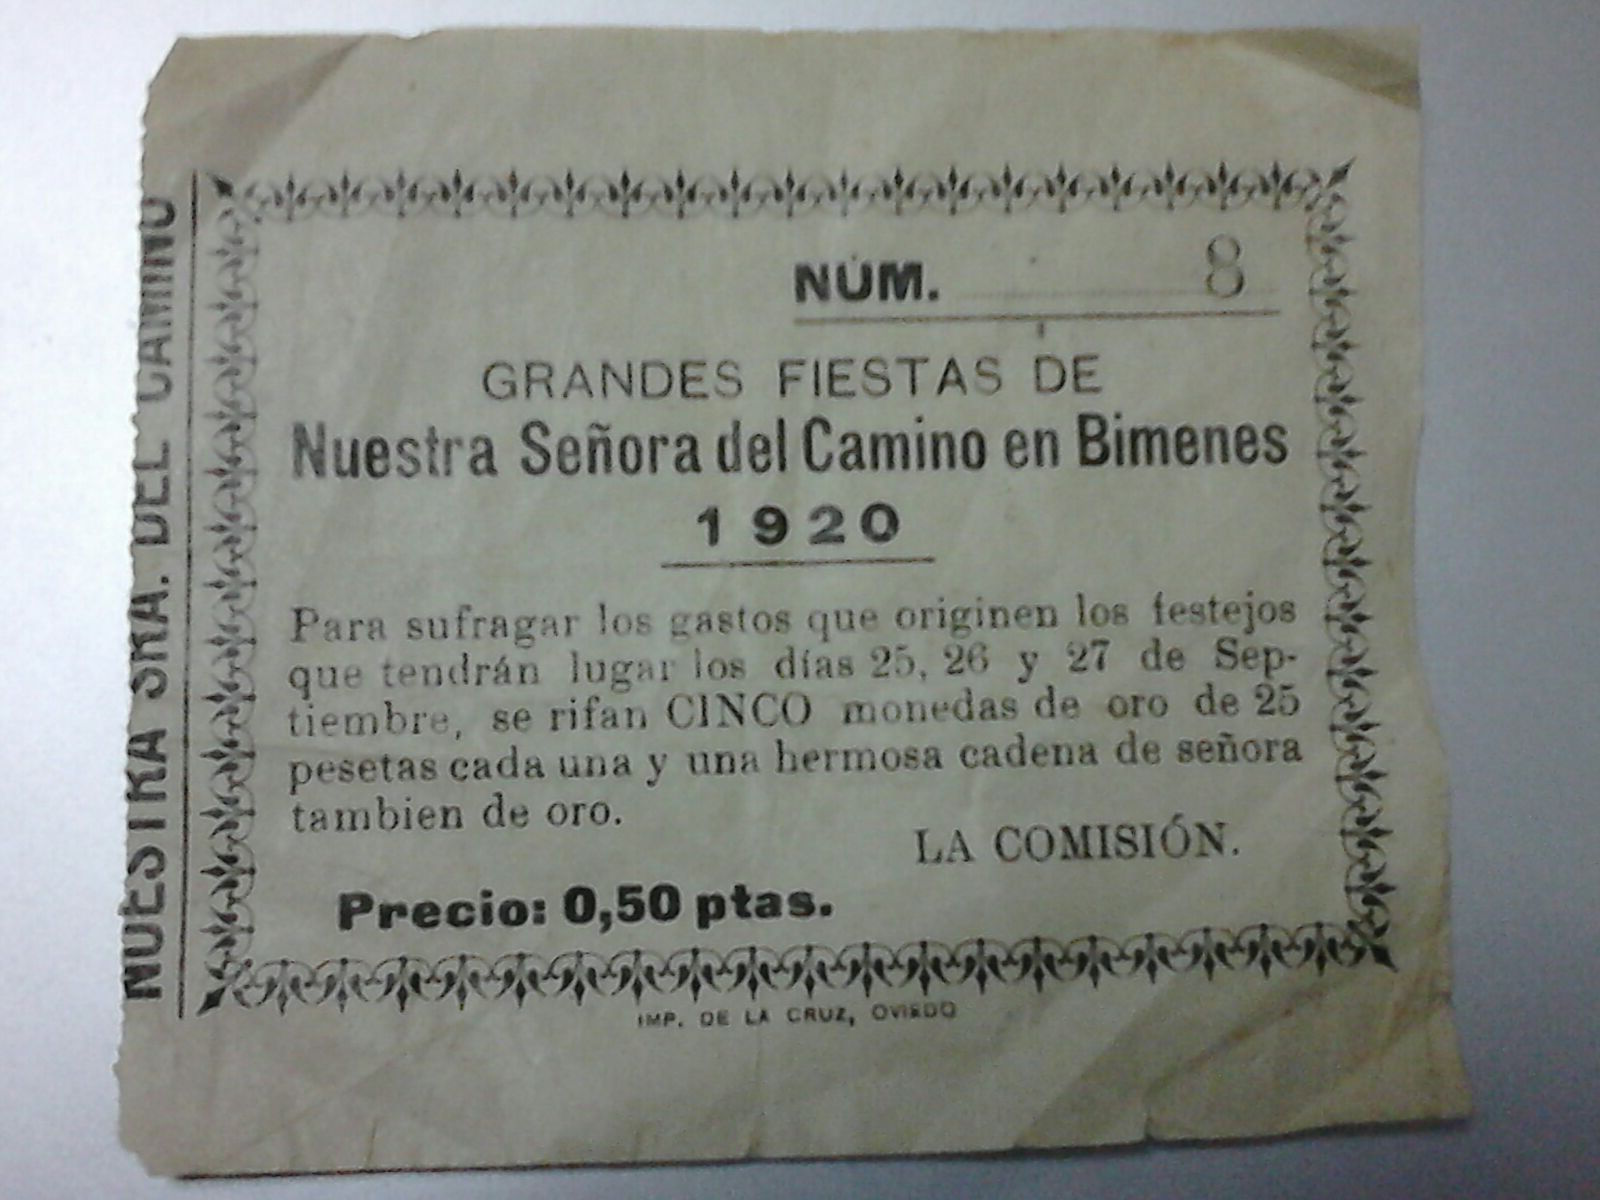 NUESTRA SRA. DEL CAMINO
NÚM. 8
GRANDES FIESTAS DE
Nuestra Señora del Camino en Bimenes
1920
Para sufragar los gastos que originen los festejos
que tendrán lugar los días 25, 26 y 27 de Sep-
tiembre, se rifan CINCO monedas de oro de 25
pesetas cada una y una hermosa cadena de señora
tambien de oro.
LA COMISIÓN.
Precio: 0,50 ptas.
IMP. DE LA CRUZ, OVIEDO